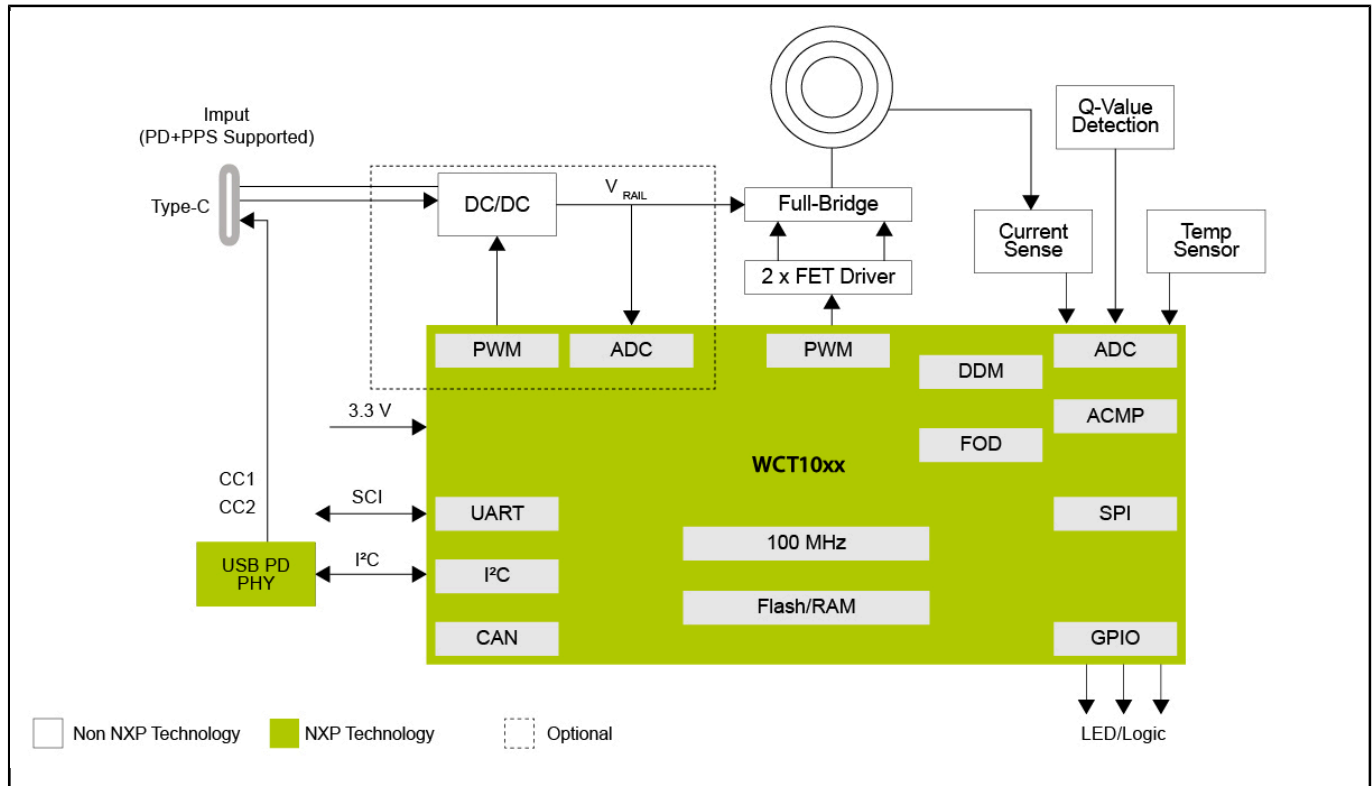 Imput
(PD+PPS Supported)
Type-C
DC/DC
V RAIL
Full-Bridge
2 x FET Driver
Q-Value
Detection
Current
Sense
Temp
Sensor
PWM
ADC
PWM
DDM
ADC
ACMP
FOD
3.3 V
WCT10xx
CC1
CC2
SCI
UART
SPI
100 MHz
USB PD
PHY
I²C
I²C
Flash/RAM
CAN
GPIO
LED/Logic
Non NXP Technology
NXP Technology
Optional